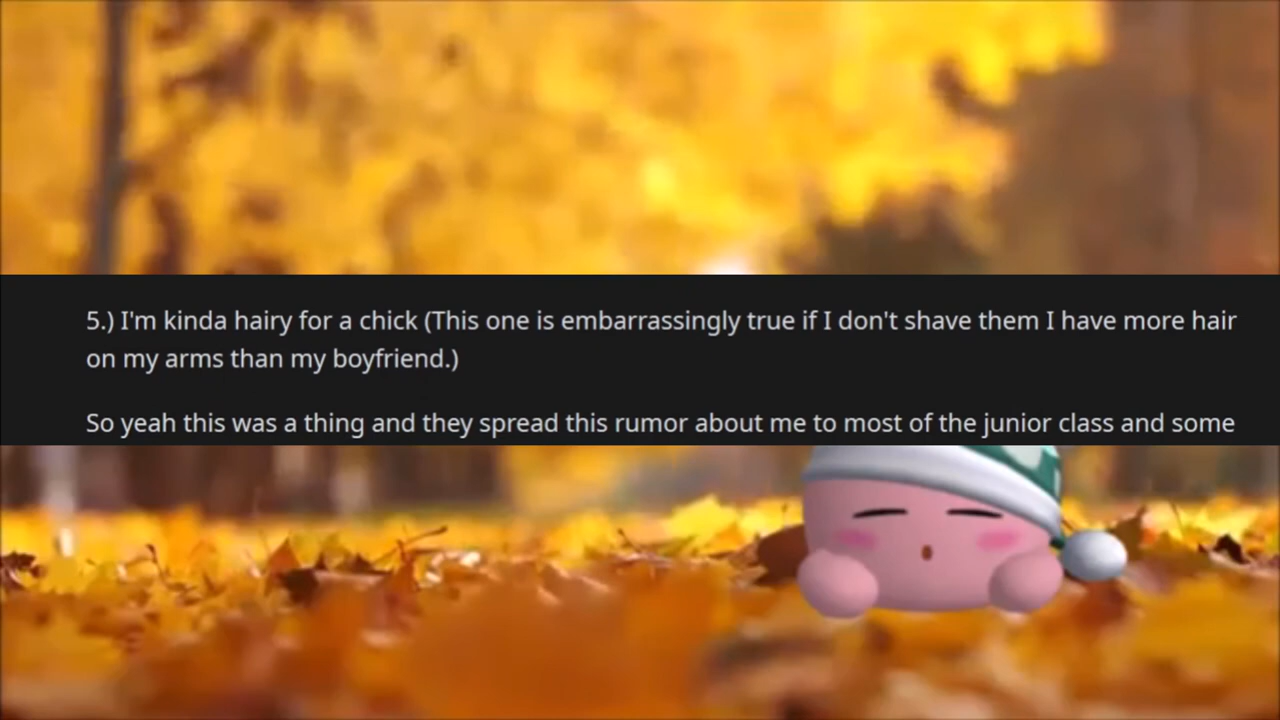 5.) I'm kinda hairy for a chick (This one is embarrassingly true if I don't shave them I have more hair
on my arms than my boyfriend.)
So yeah this was a thing and they spread this rumor about me to most of the junior class and some